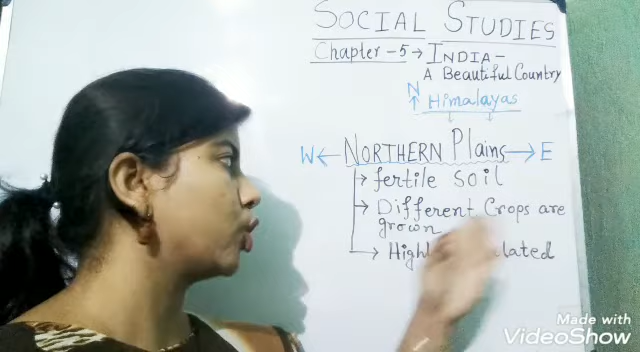 SOCIAL STUDIES
Chapter-5→ INDIA-
A Beautiful Country
N
Himalayas
W ← NORTHERN Plains → E
→ fertile soil
→ Different Crops are
grown
→ High lated
Made with
VideoShow